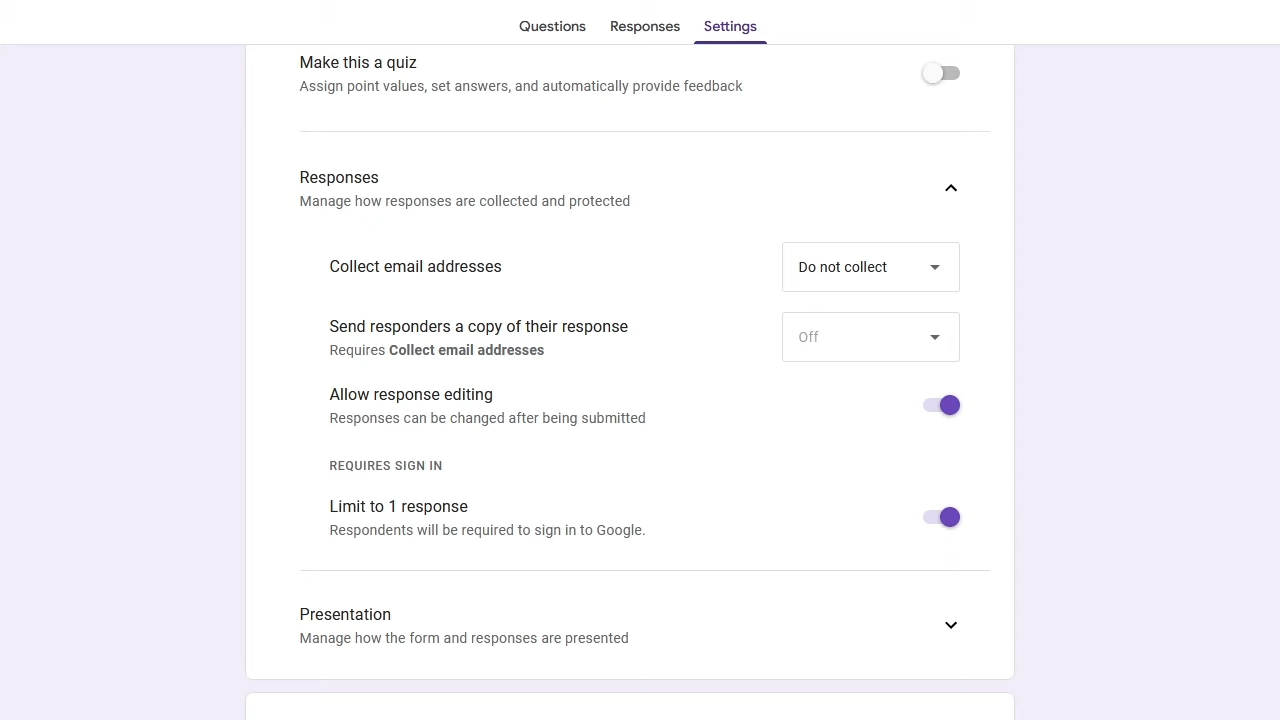 Questions Responses Settings
Make this a quiz
Assign point values, set answers, and automatically provide feedback
Responses
Manage how responses are collected and protected
Collect email addresses Do not collect
Send responders a copy of their response Off
Requires Collect email addresses
Allow response editing
Responses can be changed after being submitted
REQUIRES SIGN IN
Limit to 1 response
Respondents will be required to sign in to Google.
Presentation
Manage how the form and responses are presented